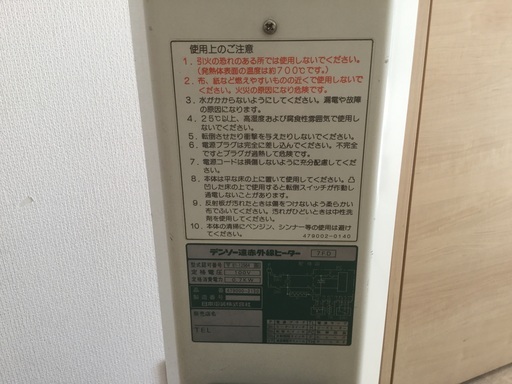 使用上のご注意
1. 引火の恐れのある所では使用しないでください。
(発熱体表面の温度は約700℃です。)
2. 布、紙など燃えやすいものの近くで使用しないで
ください。火災の原因になり危険です。
3. 水がかからないようにしてください。漏電や故障
の原因になります。
4. 25℃以上、高湿度および腐食性雰囲気で使用し
ないでください。
5. 転倒させたり衝撃を与えたりしないでください。
6. 電源プラグは完全に差し込んでください。不完全
ですとプラグが過熱して危険です。
7. 電源コードは損傷しないように充分配慮してくだ
さい。
8. 本体は平な床の上に置いて使用してください。凸
凹した床の上で使用すると転倒スイッチが作動し
過電しないことがあります。
9. 反射板が汚れたときは傷をつけないよう柔らかい
布でふいてください。汚れがひどいときは中性洗
剤を使用してください。
10. 本体の清掃にベンジン、シンナー等の使用は避け
てください。
479002-0140
デンソー遠赤外線ヒーター
定格電圧
定格消費電力
TEL